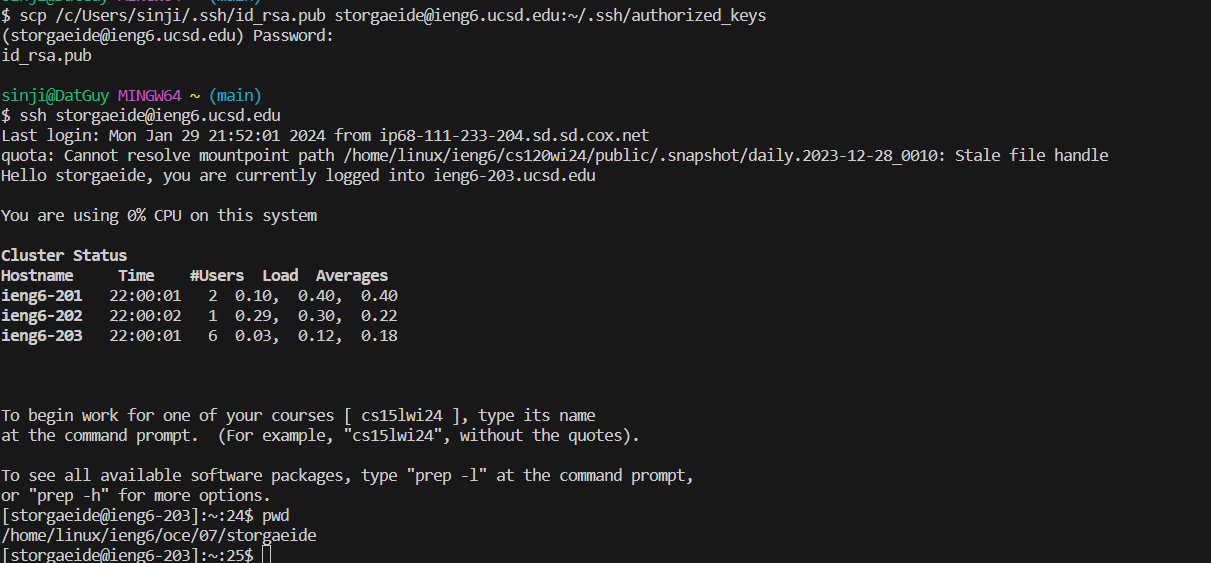 sinji@DatGuy MINGW64 ~ (main)
$ scp /c/Users/sinji/.ssh/id_rsa.pub storgaeide@ieng6.ucsd.edu:~/.ssh/authorized_keys
(storgaeide@ieng6.ucsd.edu) Password:
id_rsa.pub
sinji@DatGuy MINGW64 ~ (main)
$ ssh storgaeide@ieng6.ucsd.edu
Last login: Mon Jan 29 21:52:01 2024 from ip68-111-233-204.sd.sd.cox.net
quota: Cannot resolve mountpoint path /home/linux/ieng6/cs120wi24/public/.snapshot/daily.2023-12-28_0010: Stale file handle
Hello storgaeide, you are currently logged into ieng6-203.ucsd.edu
You are using 0% CPU on this system
Cluster Status
Hostname     Time    #Users  Load  Averages
ieng6-201   22:00:01   2  0.10,  0.40,  0.40
ieng6-202   22:00:02   1  0.29,  0.30,  0.22
ieng6-203   22:00:01   6  0.03,  0.12,  0.18
To begin work for one of your courses [ cs15lwi24 ], type its name
at the command prompt.  (For example, "cs15lwi24", without the quotes).
To see all available software packages, type "prep -l" at the command prompt,
or "prep -h" for more options.
[storgaeide@ieng6-203]:~:24$ pwd
/home/linux/ieng6/oce/07/storgaeide
[storgaeide@ieng6-203]:~:25$